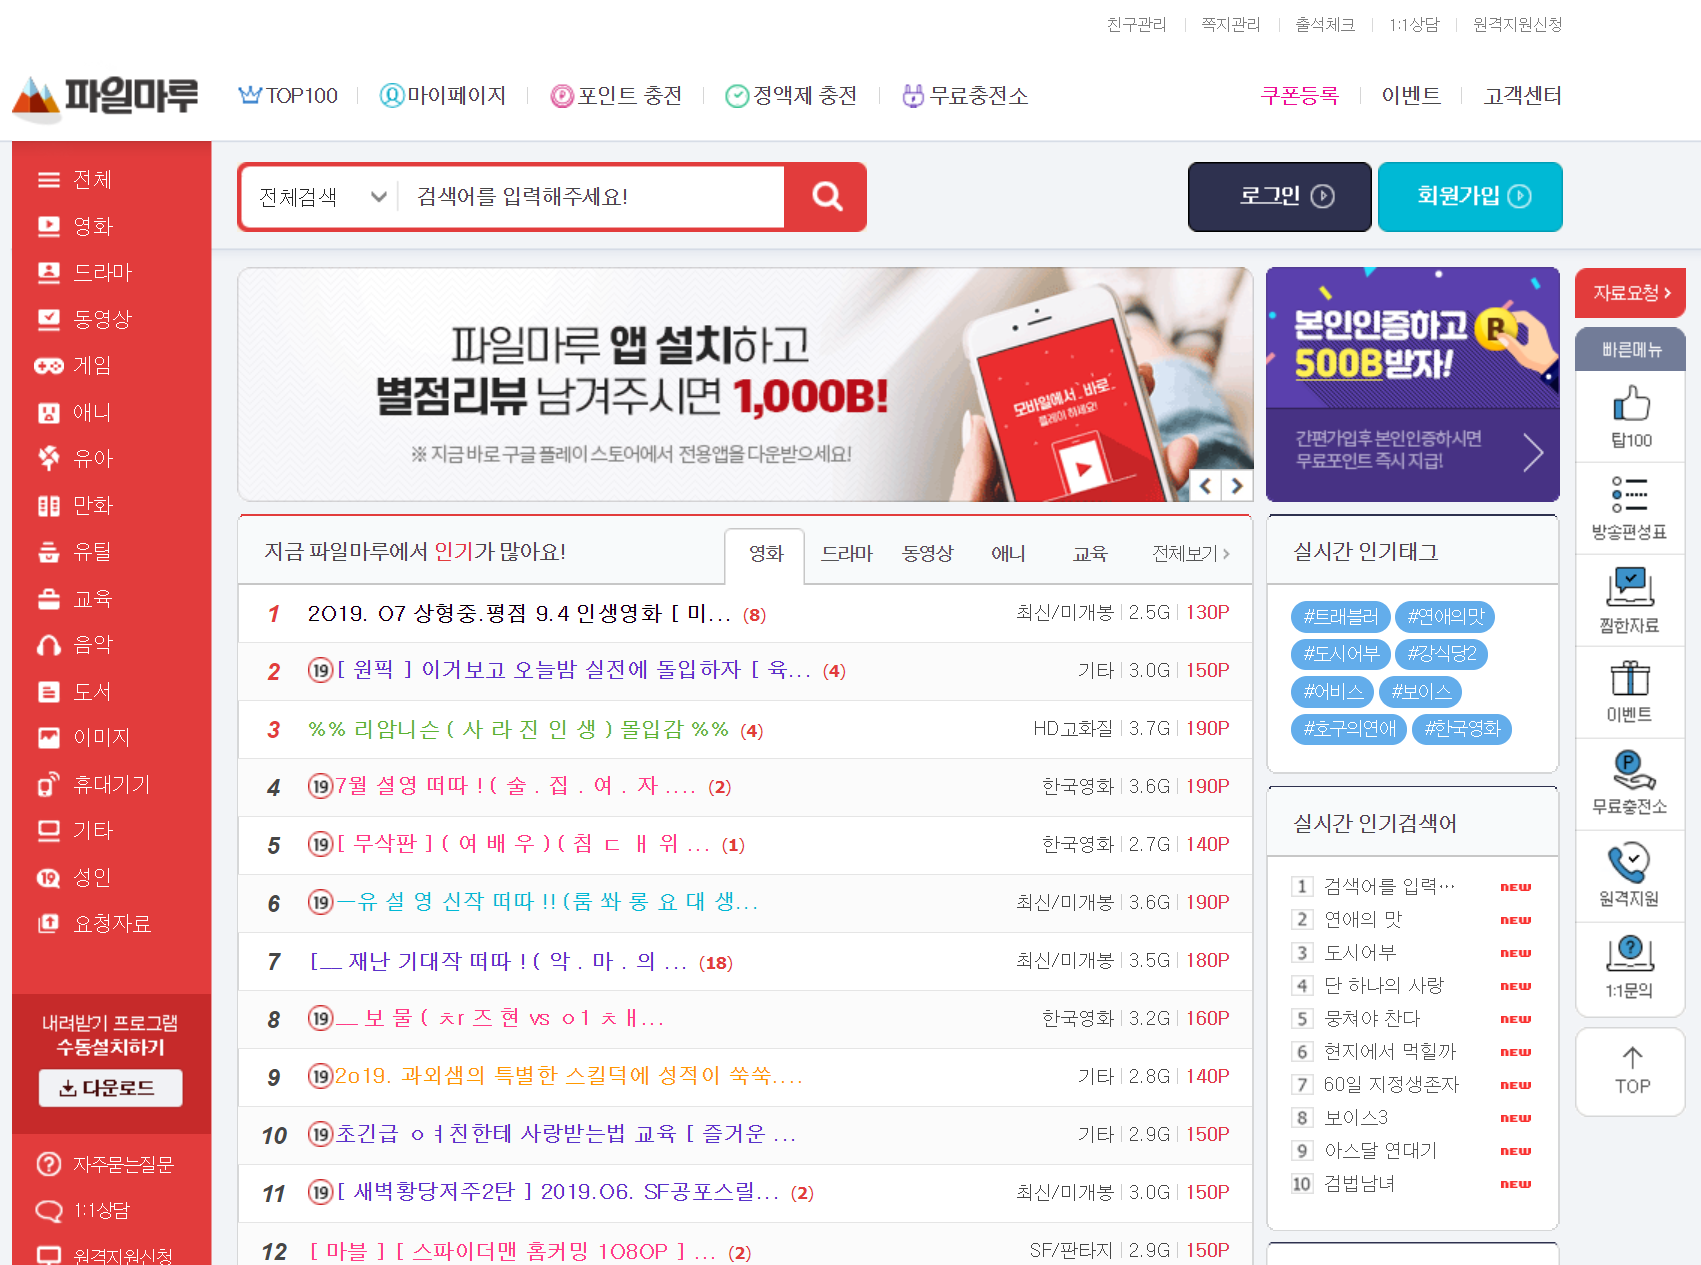 친구관리 쪽지관리 출석체크 1:1상담 원격지원신청
파일마루 TOP100 마이페이지 포인트 충전 정액제 충전 무료충전소 쿠폰등록 이벤트 고객센터
전체검색 검색어를 입력해주세요! 로그인 회원가입
전체
영화
드라마
동영상
게임
애니
유아
만화
유틸
교육
음악
도서
이미지
휴대기기
기타
성인
요청자료
내려받기 프로그램
수동설치하기
다운로드
자주묻는질문
1:1상담
원격지원신청
파일마루 앱 설치하고
별점리뷰 남겨주시면 1,000B!
※ 지금 바로 구글 플레이 스토어에서 전용앱을 다운받으세요!
모바일에서 바로
플레이 하세요!
본인인증하고
500B받자!
간편가입후 본인인증하시면
무료포인트 즉시 지급!
지금 파일마루에서 인기가 많아요! 영화 드라마 동영상 애니 교육 전체보기
1 2019. 07 상형중.평점 9.4 인생영화 [ 미... (8) 최신/미개봉 2.5G 130P
2 19 [ 원픽 ] 이거보고 오늘밤 실전에 돌입하자 [ 육... (4) 기타 3.0G 150P
3 %% 리암니슨 ( 사 라 진 인 생 ) 몰입감 %% (4) HD고화질 3.7G 190P
4 19 7월 설영 떠따 ! ( 술 . 집 . 여 . 자 .... (2) 한국영화 3.6G 190P
5 19 [ 무삭판 ] ( 여 배 우 ) ( 침 ㄷ ㅐ 위 ... (1) 한국영화 2.7G 140P
6 19 ㅡ유 설 영 신작 떠따 !! (룸 쏴 롱 요 대 생... 최신/미개봉 3.6G 190P
7 [__ 재난 기대작 떠따 ! ( 악 . 마 . 의 ... (18) 최신/미개봉 3.5G 180P
8 19 __ 보 물 ( ㅊr 즈 현 vs ㅇ1 ㅊㅐ... 한국영화 3.2G 160P
9 19 2o19. 과외샘의 특별한 스킬덕에 성적이 쑥쑥.... 기타 2.8G 140P
10 19 초긴급 ㅇㅕ친한테 사랑받는법 교육 [ 즐거운 ... 기타 2.9G 150P
11 19 [ 새벽황당저주2탄 ] 2019.06. SF공포스릴... (2) 최신/미개봉 3.0G 150P
12 [ 마블 ] [ 스파이더맨 홈커밍 1080P ] ... (2) SF/판타지 2.9G 150P
실시간 인기태그
#트래블러 #연애의맛
#도시어부 #강식당2
#어비스 #보이스
#호구의연애 #한국영화
실시간 인기검색어
1 검색어를 입력… NEW
2 연애의 맛 NEW
3 도시어부 NEW
4 단 하나의 사랑 NEW
5 뭉쳐야 찬다 NEW
6 현지에서 먹힐까 NEW
7 60일 지정생존자 NEW
8 보이스3 NEW
9 아스달 연대기 NEW
10 검법남녀 NEW
자료요청
빠른메뉴
탑100
방송편성표
찜한자료
이벤트
무료충전소
원격지원
1:1문의
TOP